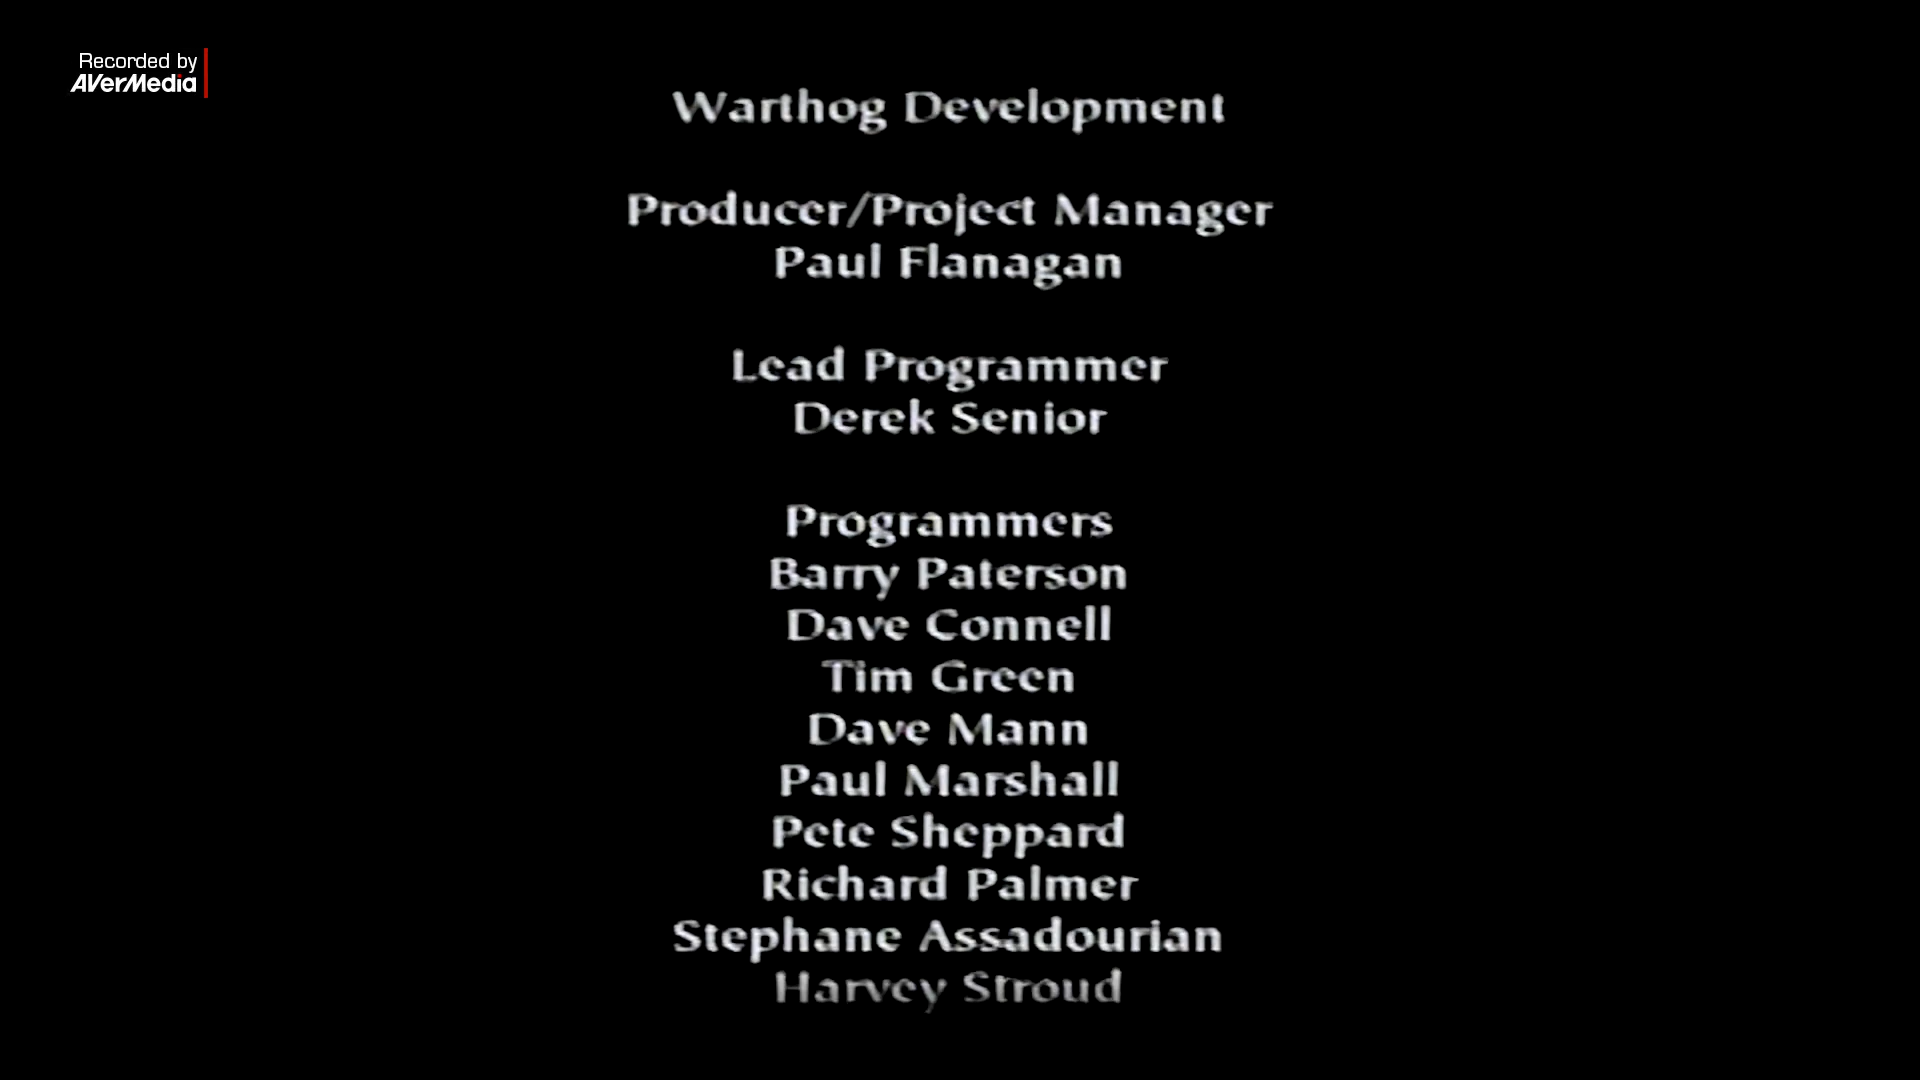 Recorded by
AVerMedia
Warthog Development
Producer/Project Manager
Paul Flanagan
Lead Programmer
Derek Senior
Programmers
Barry Paterson
Dave Connell
Tim Green
Dave Mann
Paul Marshall
Pete Sheppard
Richard Palmer
Stephane Assadourian
Harvey Stroud